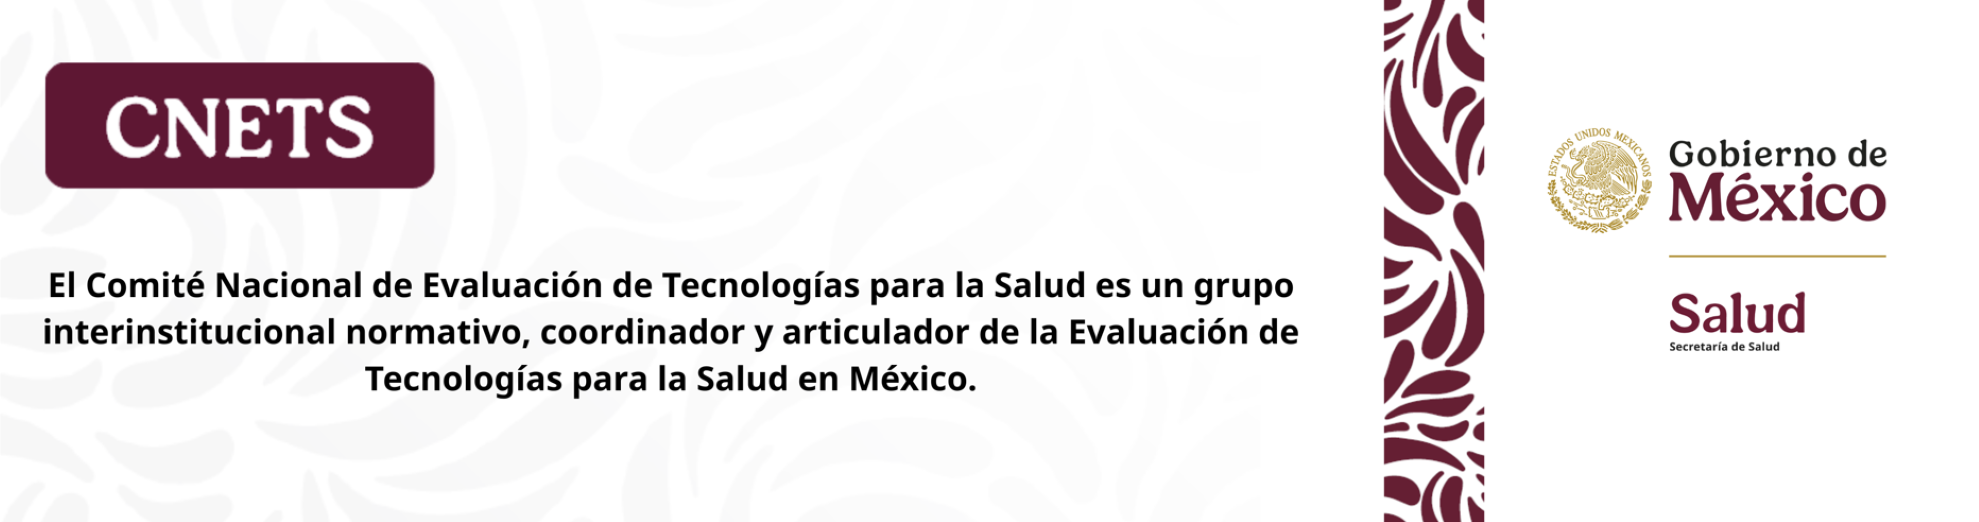 CNETS
El Comité Nacional de Evaluación de Tecnologías para la Salud es un grupo
interinstitucional normativo, coordinador y articulador de la Evaluación de
Tecnologías para la Salud en México.
ESTADOS UNIDOS MEXICANOS
Gobierno de
México
Salud
Secretaría de Salud